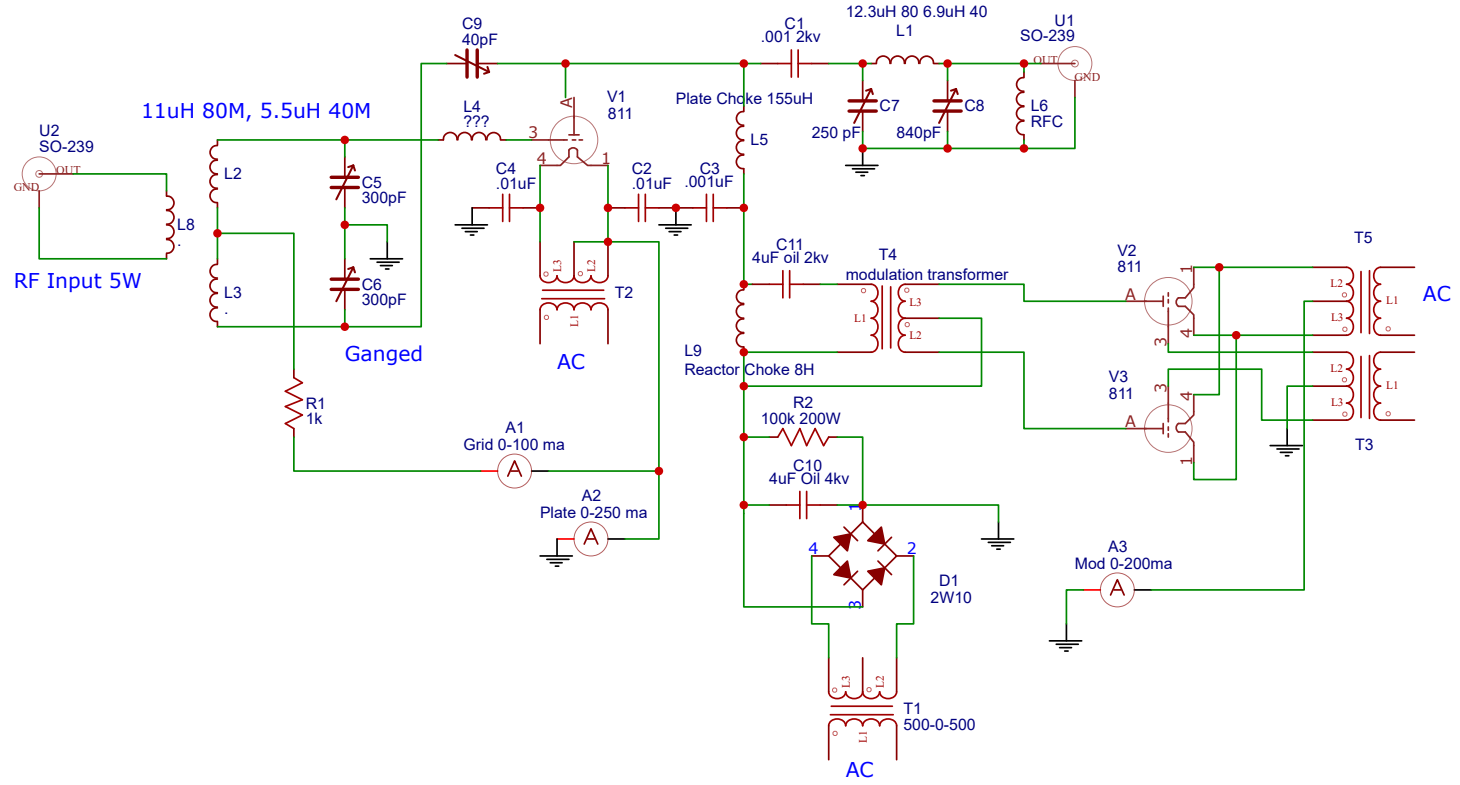 12.3uH 80 6.9uH 40
L1
U1
SO-239
OUT
GND
C9
40pF
C1
.001 2kv
11uH 80M, 5.5uH 40M
L4
???
A
V1
811
3
4
1
Plate Choke 155uH
L5
C7
250 pF
C8
840pF
L6
RFC
U2
SO-239
OUT
GND
L2
C5
300pF
L8
.
C4
.01uF
C2
.01uF
C3
.001uF
RF Input 5W
L3
.
C6
300pF
Ganged
L3
L2
T2
L1
AC
C11
4uF oil 2kv
T4
modulation transformer
L1
L3
L2
L9
Reactor Choke 8H
V2
811
A
1
4
3
T5
L2
L3
L1
AC
V3
811
A
3
4
1
L2
L3
L1
T3
R1
1k
R2
100k 200W
A1
Grid 0-100 ma
A
C10
4uF Oil 4kv
A2
Plate 0-250 ma
A
1
4
2
3
D1
2W10
A3
Mod 0-200ma
A
L3
L2
T1
500-0-500
L1
AC